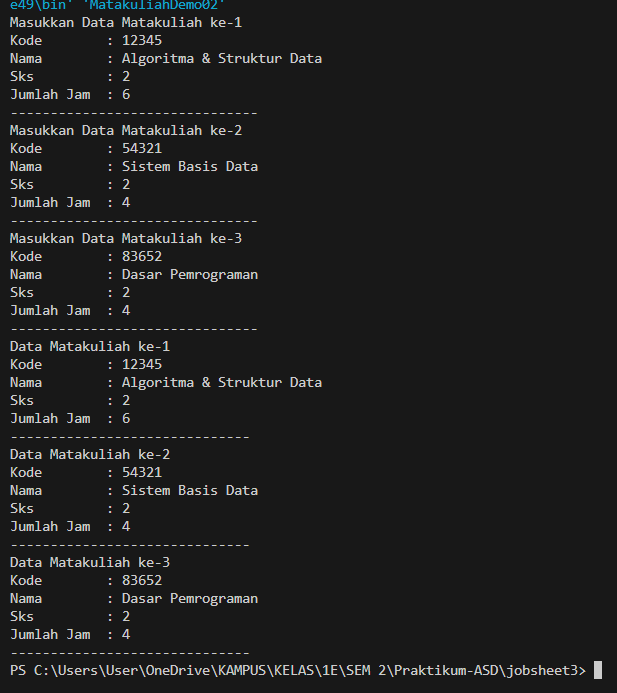 e49\bin' 'MatakuliahDemo02'
Masukkan Data Matakuliah ke-1
Kode        : 12345
Nama        : Algoritma & Struktur Data
Sks         : 2
Jumlah Jam  : 6
-------------------------------
Masukkan Data Matakuliah ke-2
Kode        : 54321
Nama        : Sistem Basis Data
Sks         : 2
Jumlah Jam  : 4
-------------------------------
Masukkan Data Matakuliah ke-3
Kode        : 83652
Nama        : Dasar Pemrograman
Sks         : 2
Jumlah Jam  : 4
-------------------------------
Data Matakuliah ke-1
Kode        : 12345
Nama        : Algoritma & Struktur Data
Sks         : 2
Jumlah Jam  : 6
------------------------------
Data Matakuliah ke-2
Kode        : 54321
Nama        : Sistem Basis Data
Sks         : 2
Jumlah Jam  : 4
------------------------------
Data Matakuliah ke-3
Kode        : 83652
Nama        : Dasar Pemrograman
Sks         : 2
Jumlah Jam  : 4
------------------------------
PS C:\Users\User\OneDrive\KAMPUS\KELAS\1E\SEM 2\Praktikum-ASD\jobsheet3>